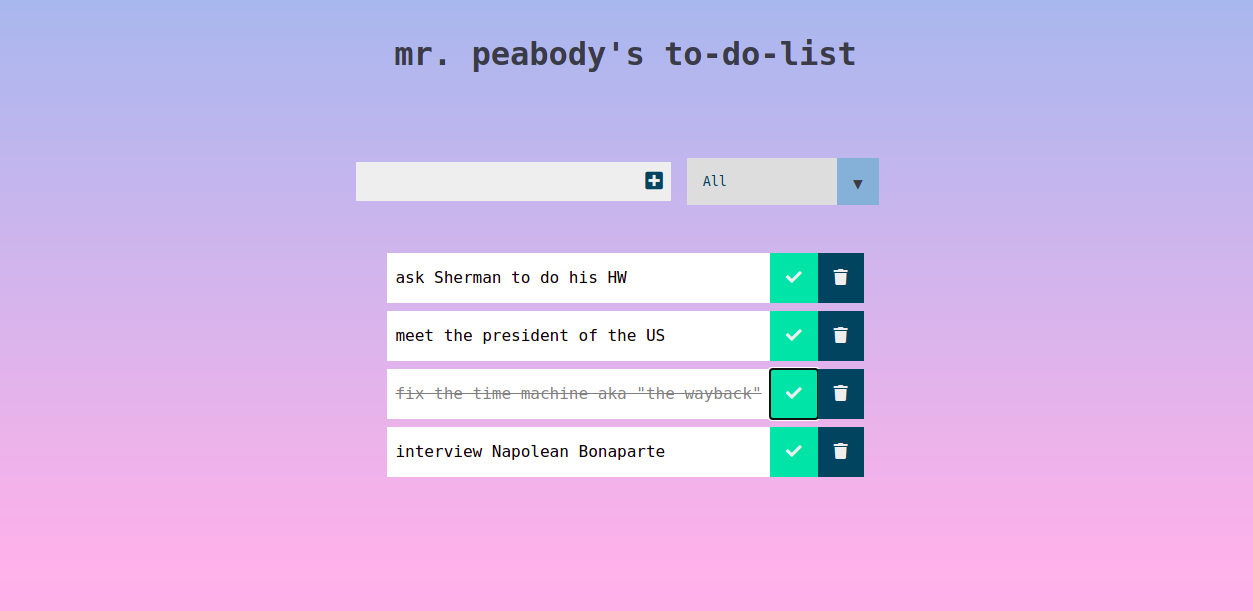 mr. peabody's to-do-list
All
ask Sherman to do his HW
meet the president of the US
fix the time machine aka "the wayback"
interview Napolean Bonaparte